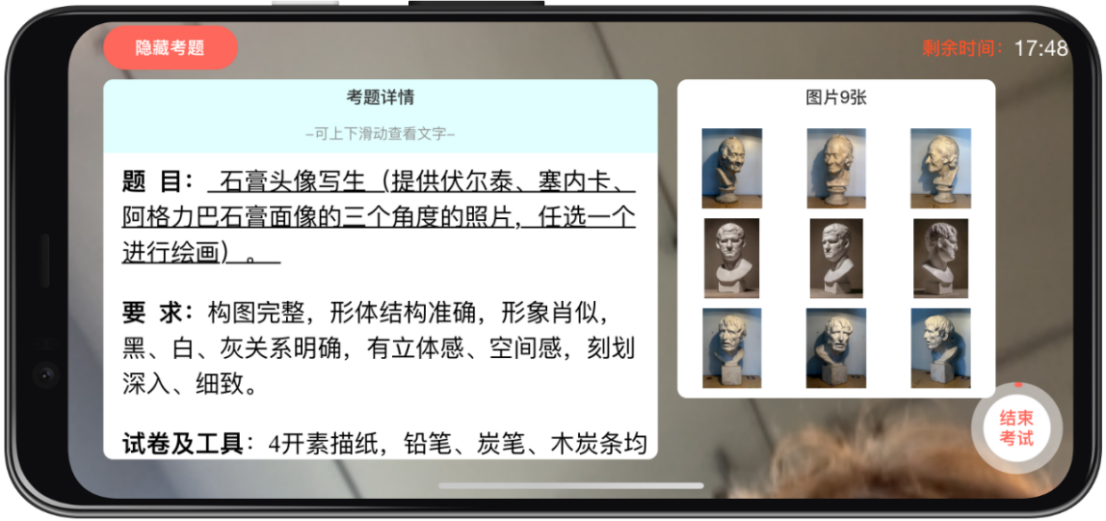 隐藏考题
剩余时间：17:48
考题详情
-可上下滑动查看文字-
题 目：石膏头像写生（提供伏尔泰、塞内卡、
阿格力巴石膏面像的三个角度的照片，任选一个
进行绘画）。
要 求：构图完整，形体结构准确，形象肖似，
黑、白、灰关系明确，有立体感、空间感，刻划
深入、细致。
试卷及工具：4开素描纸，铅笔、炭笔、木炭条均
图片9张
结束
考试